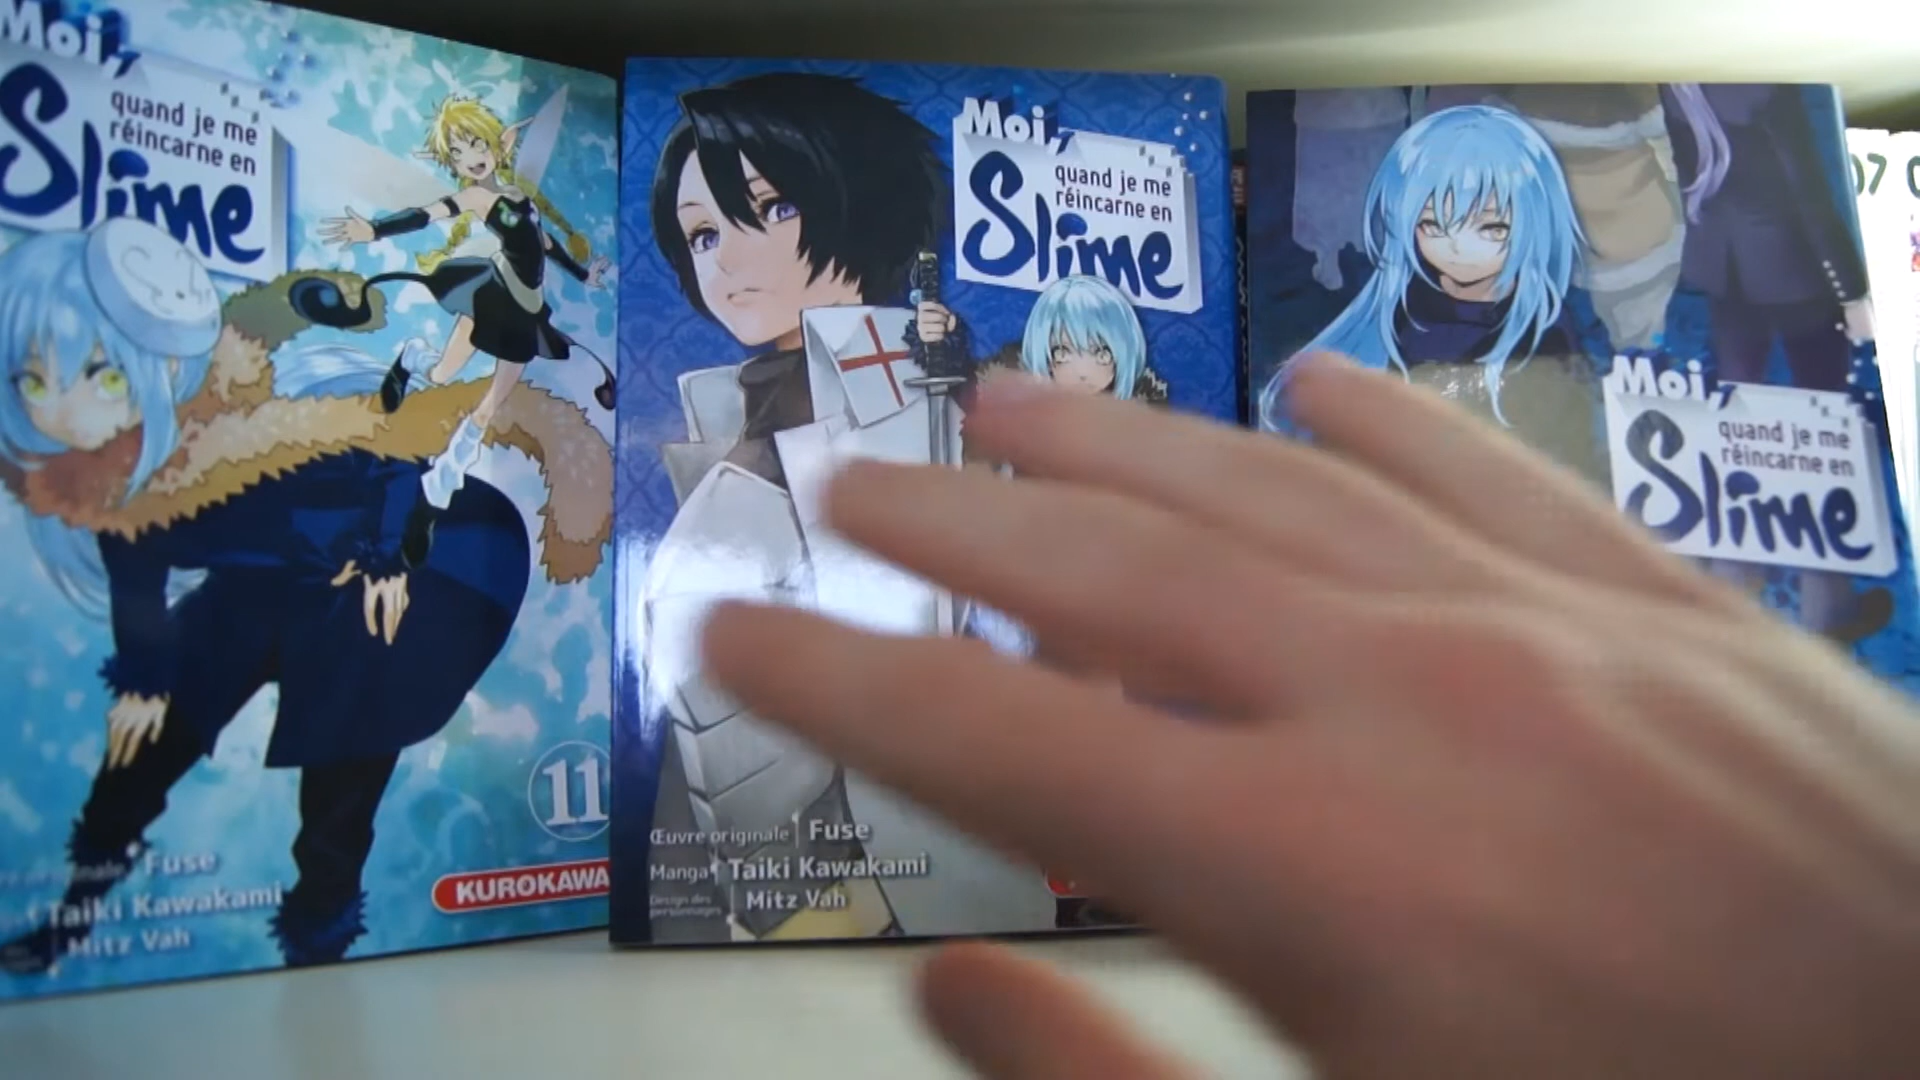 Moi,
quand je me
réincarne en
Slime
11
Fuse
Taiki Kawakami
Mitz Vah
KUROKAWA
Moi,
quand je me
réincarne en
Slime
Œuvre originale Fuse
Manga Taiki Kawakami
Design des
personnages
Mitz Vah
Moi,
quand je me
réincarne en
Slime
07